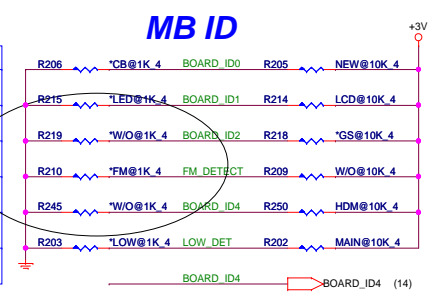 MB ID
+3V
R206 *CB@1K_4 BOARD_ID0 R205 NEW@10K_4
R215 *LED@1K_4 BOARD_ID1 R214 LCD@10K_4
R219 *W/O@1K_4 BOARD_ID2 R218 *GS@10K_4
R210 *FM@1K_4 FM_DETECT R209 W/O@10K_4
R245 *W/O@1K_4 BOARD_ID4 R250 HDM@10K_4
R203 *LOW@1K_4 LOW_DET R202 MAIN@10K_4
BOARD_ID4 BOARD_ID4 (14)